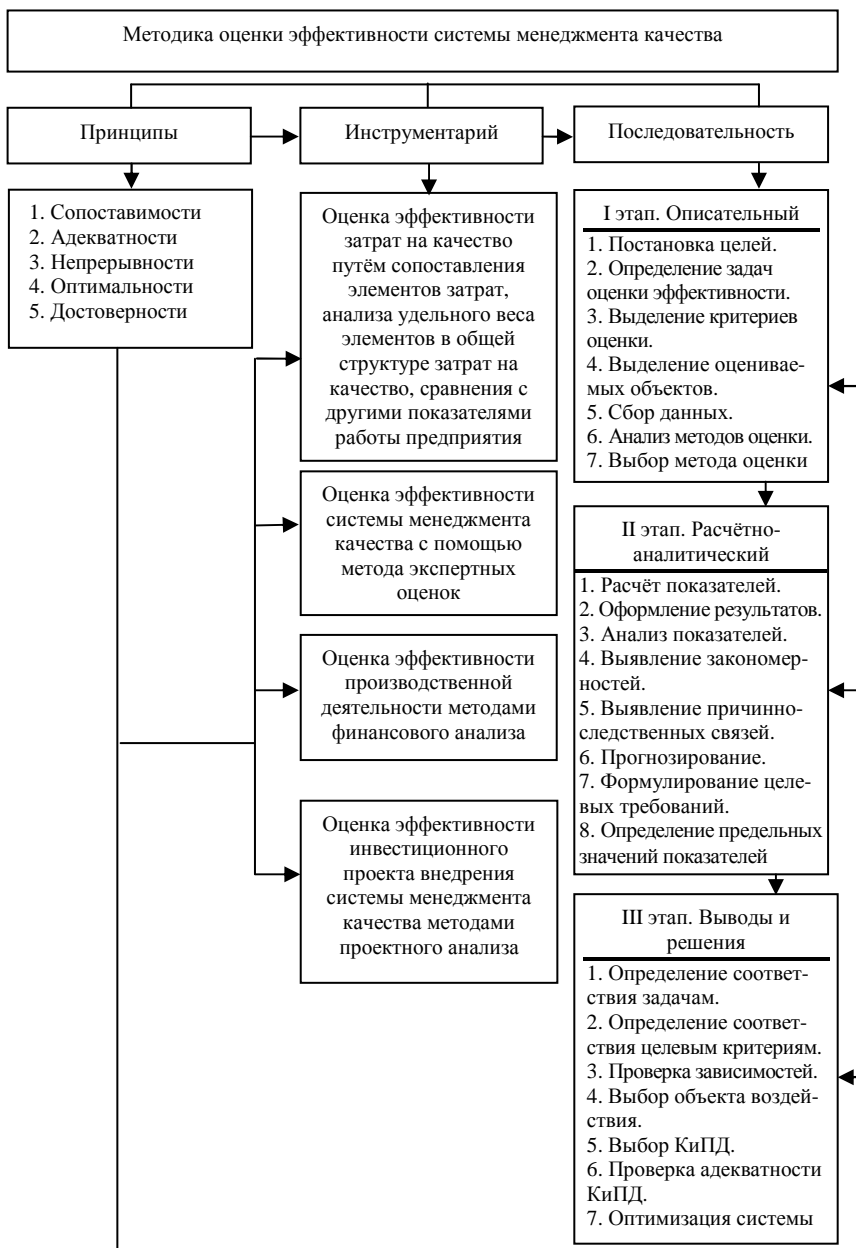 Методика оценки эффективности системы менеджмента качества
Принципы
Инструментарий
Последовательность
1. Сопоставимости
2. Адекватности
3. Непрерывности
4. Оптимальности
5. Достоверности
Оценка эффективности
затрат на качество
путём сопоставления
элементов затрат,
анализа удельного веса
элементов в общей
структуре затрат на
качество, сравнения с
другими показателями
работы предприятия
Оценка эффективности
системы менеджмента
качества с помощью
метода экспертных
оценок
Оценка эффективности
производственной
деятельности методами
финансового анализа
Оценка эффективности
инвестиционного
проекта внедрения
системы менеджмента
качества методами
проектного анализа
I этап. Описательный
1. Постановка целей.
2. Определение задач
оценки эффективности.
3. Выделение критериев
оценки.
4. Выделение оценивае-
мых объектов.
5. Сбор данных.
6. Анализ методов оценки.
7. Выбор метода оценки
II этап. Расчётно-
аналитический
1. Расчёт показателей.
2. Оформление результатов.
3. Анализ показателей.
4. Выявление закономер-
ностей.
5. Выявление причинно-
следственных связей.
6. Прогнозирование.
7. Формулирование целе-
вых требований.
8. Определение предельных
значений показателей
III этап. Выводы и
решения
1. Определение соответ-
ствия задачам.
2. Определение соответ-
ствия целевым критериям.
3. Проверка зависимостей.
4. Выбор объекта воздей-
ствия.
5. Выбор КиПД.
6. Проверка адекватности
КиПД.
7. Оптимизация системы